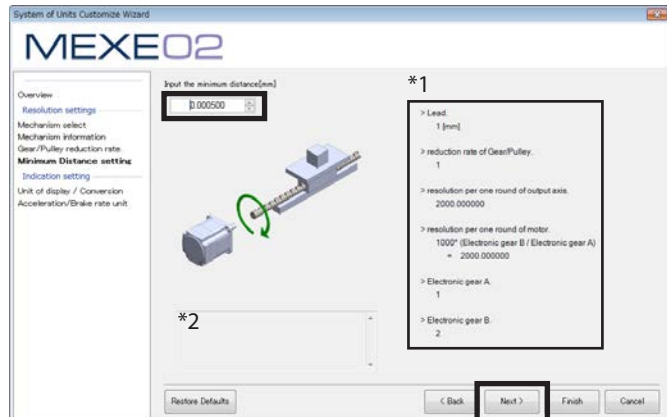 System of Units Customize Wizard
MEXE02
Overview
Resolution settings
Mechanism select
Mechanism information
Gear/Pulley reduction rate
Minimum Distance setting
Indication setting
Unit of display / Conversion
Acceleration/Brake rate unit
Input the minimum distance[mm]
0.000500
*1
> Lead.
1 [mm]
> reduction rate of Gear/Pulley.
1
> resolution per one round of output axis.
2000.000000
> resolution per one round of motor.
1000* (Electronic gear B / Electronic gear A)
= 2000.000000
> Electronic gear A.
1
> Electronic gear B.
2
*2
Restore Defaults
< Back
Next >
Finish
Cancel